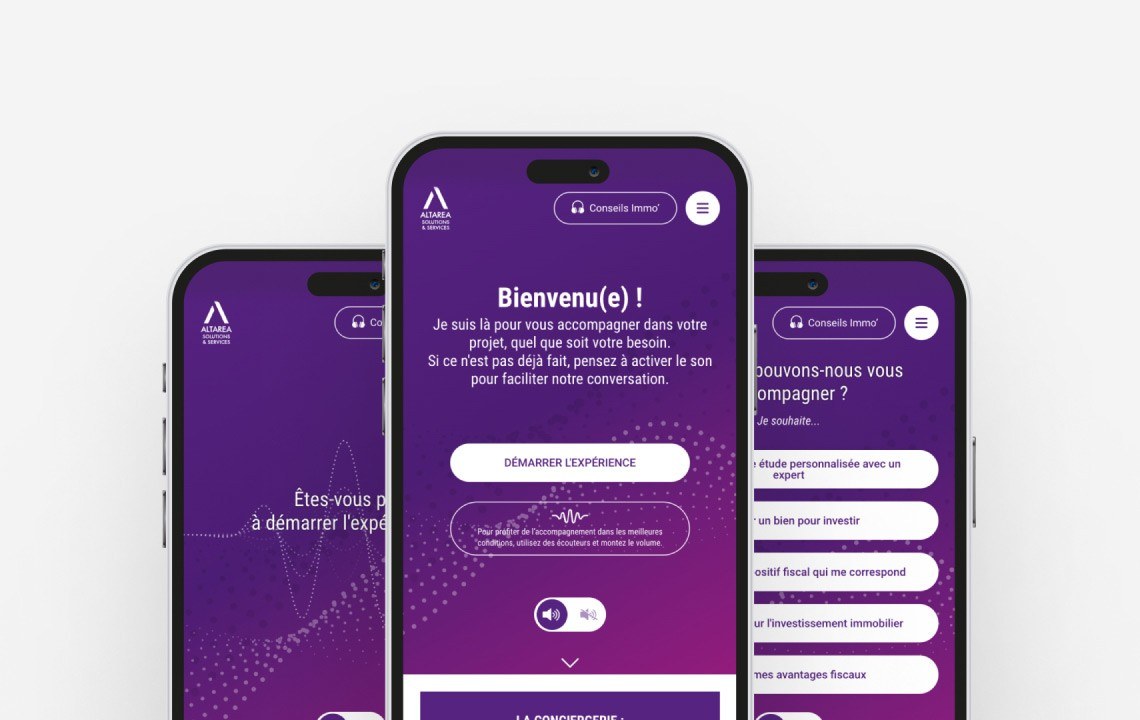 ALTAREA
SOLUTIONS
& SERVICES
Êtes-vous
à démarrer
ALTAREA
SOLUTIONS
& SERVICES
Conseils Immo'
Bienvenu(e) !
Je suis là pour vous accompagner dans votre
projet, quel que soit votre besoin.
Si ce n'est pas déjà fait, pensez à activer le son
pour faciliter notre conversation.
DÉMARRER L'EXPÉRIENCE
Pour profiter de l'accompagnement dans les meilleures
conditions, utilisez des écouteurs et montez le volume.
LA CONCIERGERIE :
Conseils Immo'
pouvons-nous vous
ompagner ?
Je souhaite...
étude personnalisée avec un
expert
un bien pour investir
ositif fiscal qui me correspond
ur l'investissement immobilier
mes avantages fiscaux